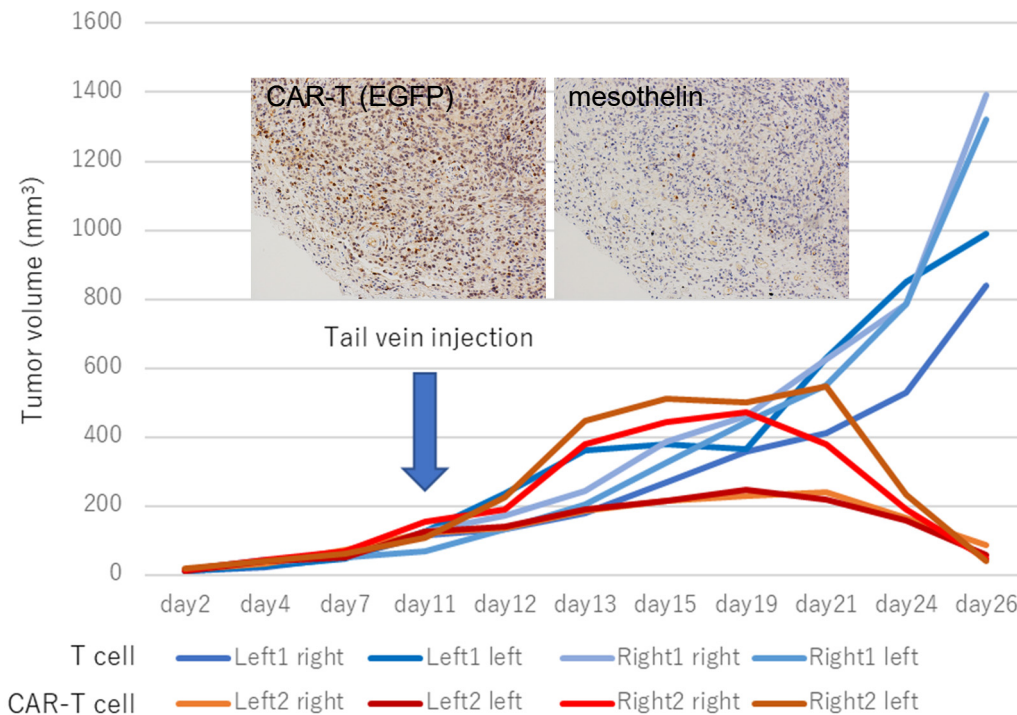 1600
1400
1200
1000
800
600
400
200
0
Tumor volume (mm³)
CAR-T (EGFP)
mesothelin
Tail vein injection
day2 day4 day7 day11 day12 day13 day15 day19 day21 day24 day26
T cell Left1 right Left1 left Right1 right Right1 left
CAR-T cell Left2 right Left2 left Right2 right Right2 left